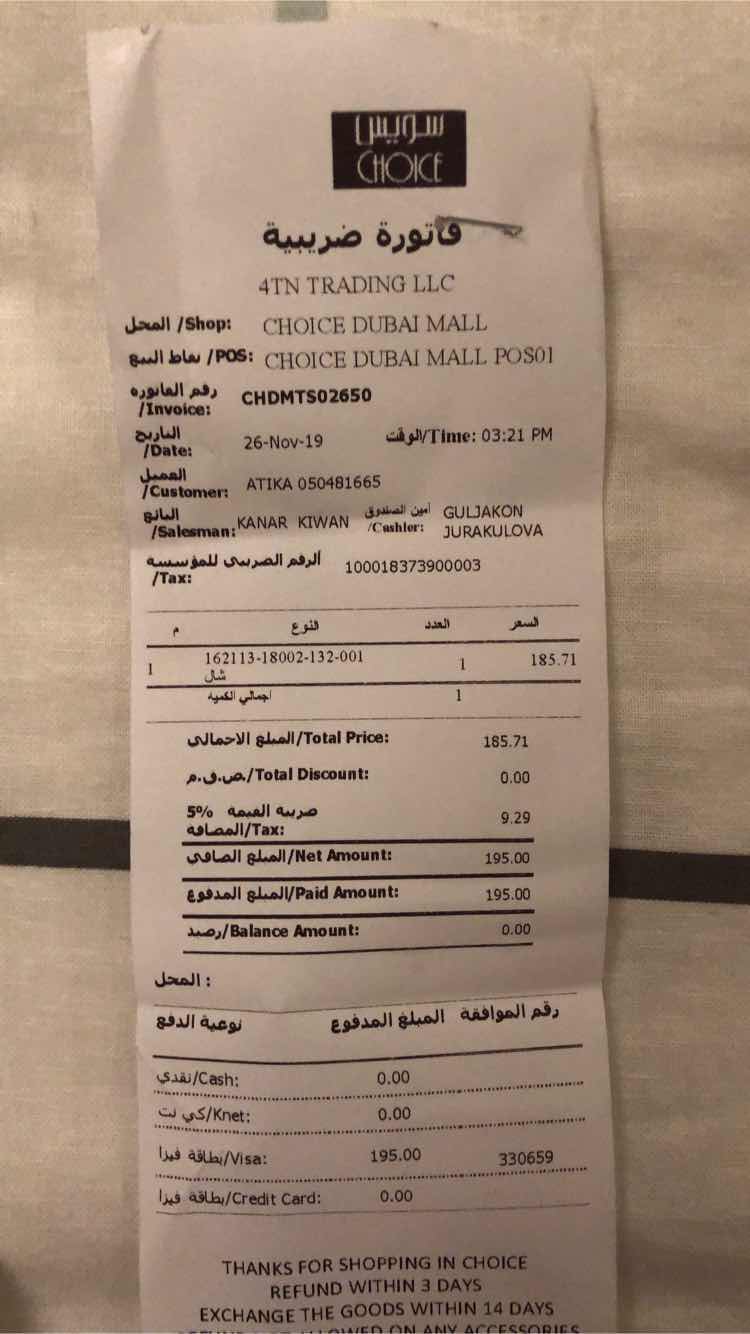 سويس
CHOICE
فاتورة ضريبية
4TN TRADING LLC
المحل /Shop: CHOICE DUBAI MALL
نقاط البيع /POS: CHOICE DUBAI MALL POS01
رقم الفاتوره /Invoice: CHDMTS02650
التاريخ /Date: 26-Nov-19 الوقت/Time: 03:21 PM
العميل /Customer: ATIKA 050481665
البائع /Salesman: KANAR KIWAN أمين الصندوق /Cashier: GULJAKON JURAKULOVA
الرقم الضريبي للمؤسسه /Tax: 100018373900003
م النوع العدد السعر
1 162113-18002-132-001 1 185.71
شال
اجمالي الكميه 1
المبلغ الاجمالي/Total Price: 185.71
ص.ف.م./Total Discount: 0.00
ضريبة القيمه 5%
المضافة/Tax: 9.29
المبلغ الصافي/Net Amount: 195.00
المبلغ المدفوع/Paid Amount: 195.00
رصيد/Balance Amount: 0.00
المحل :
نوعية الدفع المبلغ المدفوع رقم الموافقة
نقدي/Cash: 0.00
كي نت/Knet: 0.00
بطاقة فيزا/Visa: 195.00 330659
بطاقة فيزا/Credit Card: 0.00
THANKS FOR SHOPPING IN CHOICE
REFUND WITHIN 3 DAYS
EXCHANGE THE GOODS WITHIN 14 DAYS
ALLOWED ON ANY ACCESSORIES